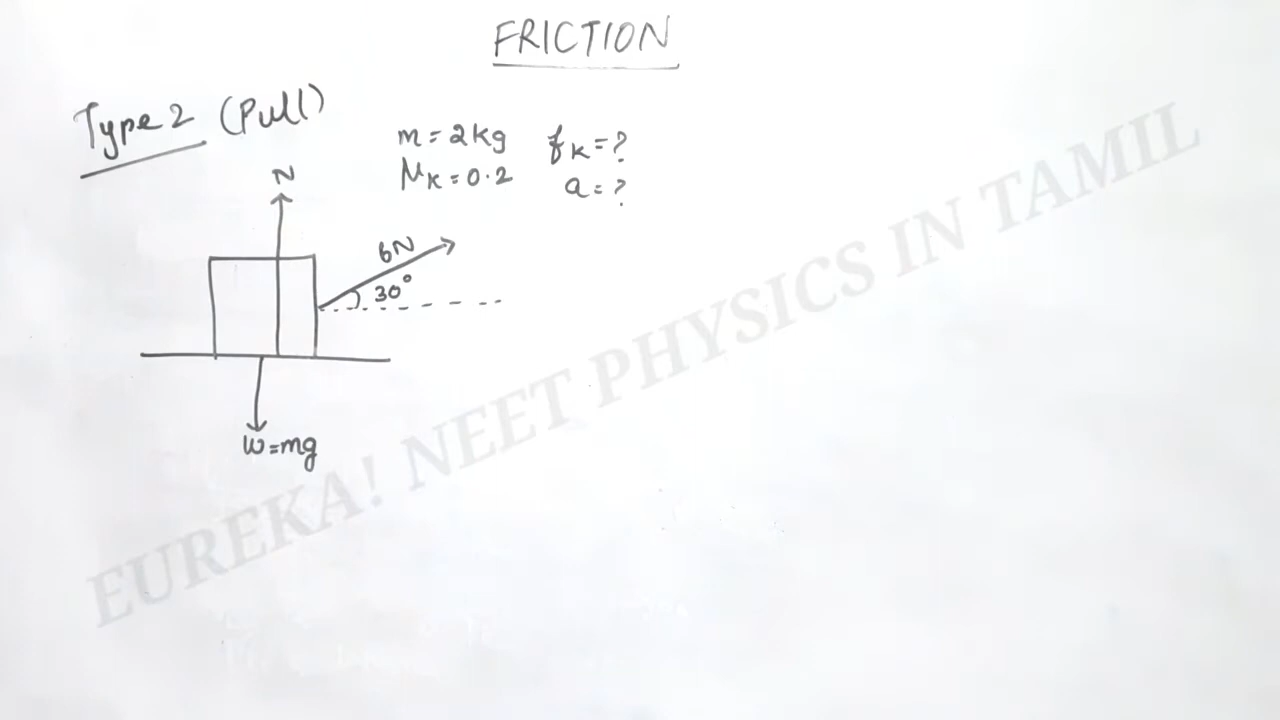 FRICTION
Type 2 (Pull)
m = 2kg fK = ?
μK = 0.2 a = ?
N
6N
30°
W=mg
EUREKA! NEET PHYSICS IN TAMIL